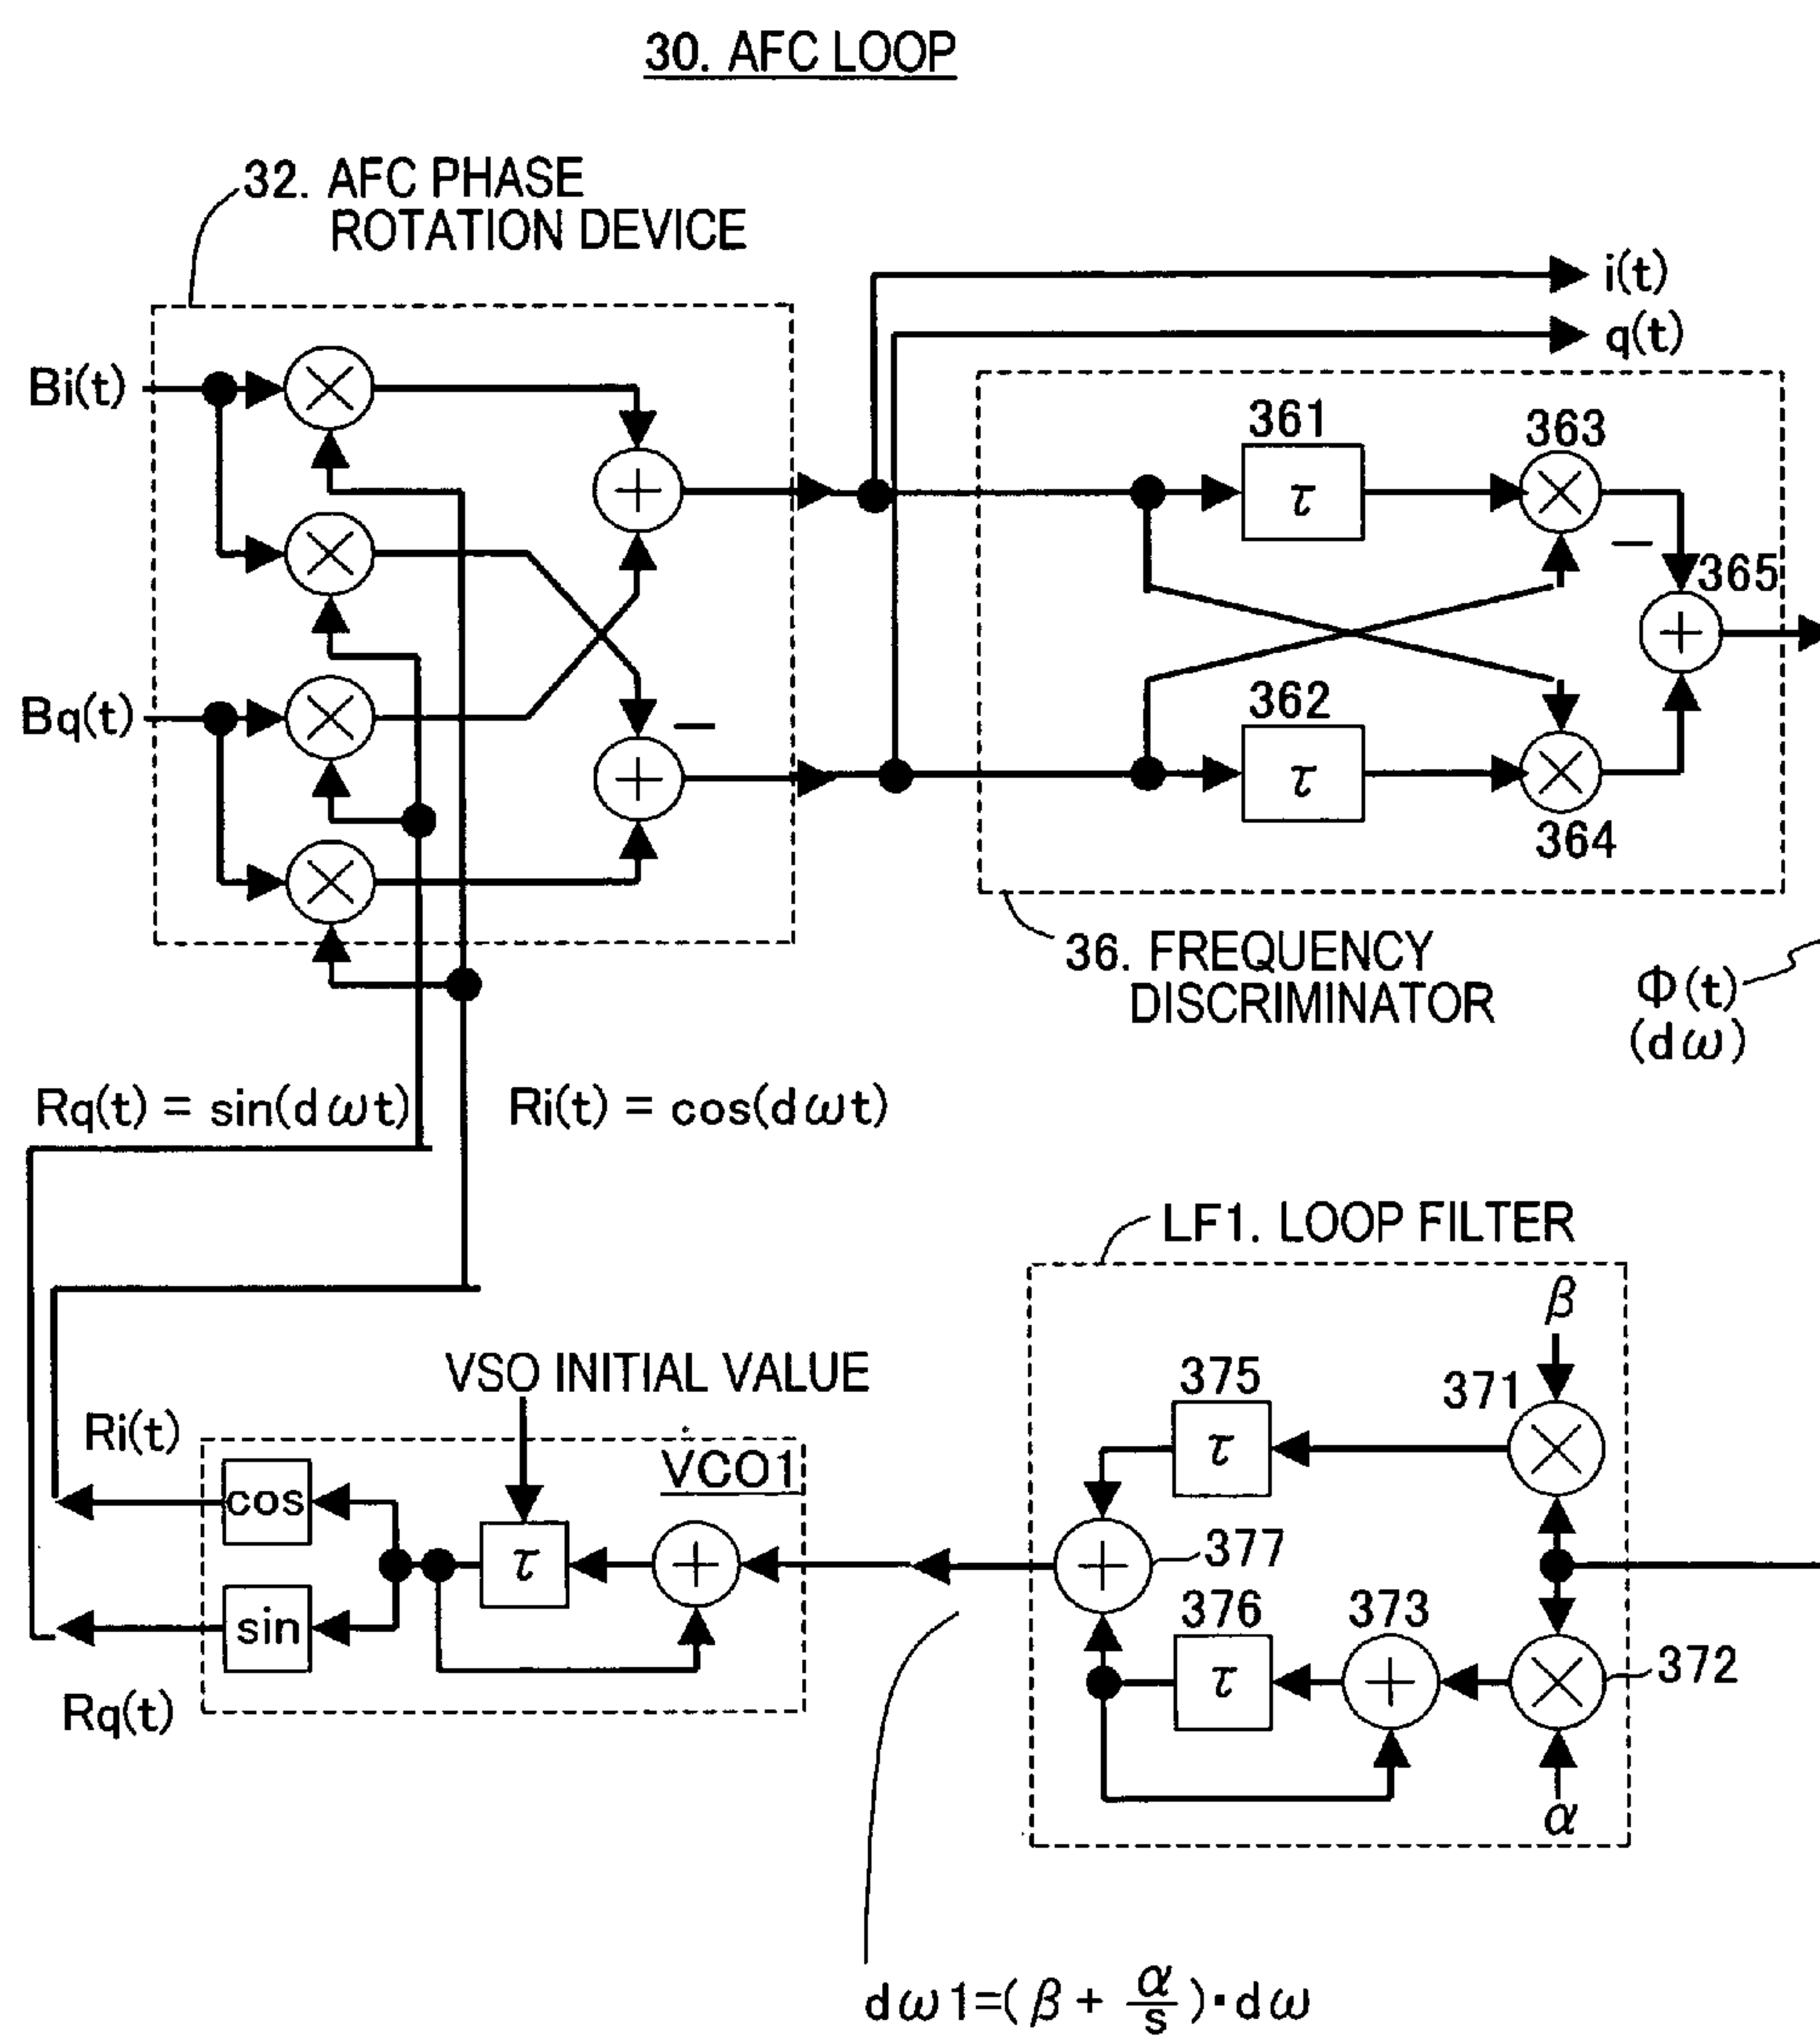 30. AFC LOOP
32. AFC PHASE
ROTATION DEVICE
i(t)
q(t)
Bi(t)
Bq(t)
361
τ
363
−
365
362
τ
364
−
36. FREQUENCY
DISCRIMINATOR
Φ(t)
(dω)
Rq(t) = sin(dωt)
Ri(t) = cos(dωt)
LF1. LOOP FILTER
β
371
375
τ
377
376
τ
373
372
α
VSO INITIAL VALUE
VCO1
Ri(t)
cos
τ
sin
Rq(t)
dω1=(β + α/s)・dω